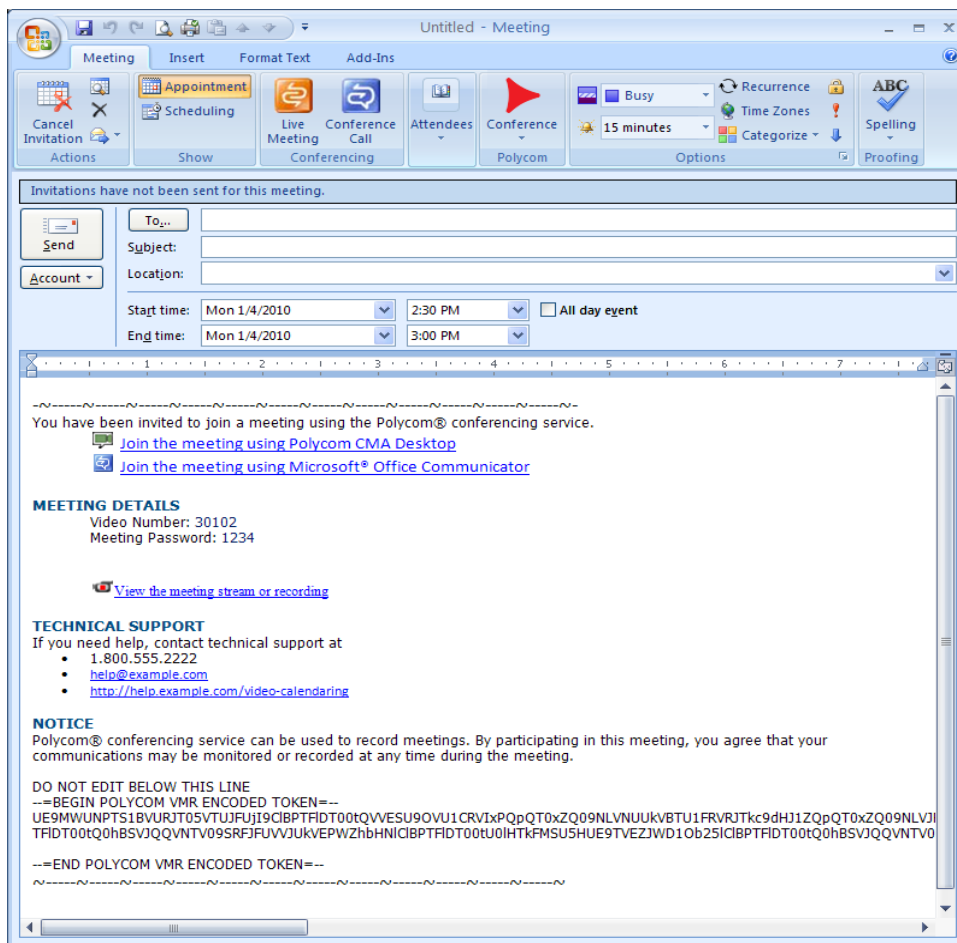 Untitled - Meeting
Meeting Insert Format Text Add-Ins
Cancel Invitation
Actions
Appointment
Scheduling
Show
Live Meeting
Conference Call
Conferencing
Attendees
Conference
Polycom
Busy
15 minutes
Recurrence
Time Zones
Categorize
Options
ABC
Spelling
Proofing
Invitations have not been sent for this meeting.
Send
Account
To...
Subject:
Location:
Start time: Mon 1/4/2010 2:30 PM All day event
End time: Mon 1/4/2010 3:00 PM
1 2 3 4 5 6 7
-~-----~-----~-----~-----~-----~-----~-----~-----~-----~-----~-----~-----~-
You have been invited to join a meeting using the Polycom® conferencing service.
Join the meeting using Polycom CMA Desktop
Join the meeting using Microsoft® Office Communicator
MEETING DETAILS
Video Number: 30102
Meeting Password: 1234
View the meeting stream or recording
TECHNICAL SUPPORT
If you need help, contact technical support at
• 1.800.555.2222
• help@example.com
• http://help.example.com/video-calendaring
NOTICE
Polycom® conferencing service can be used to record meetings. By participating in this meeting, you agree that your
communications may be monitored or recorded at any time during the meeting.
DO NOT EDIT BELOW THIS LINE
--=BEGIN POLYCOM VMR ENCODED TOKEN=--
--=END POLYCOM VMR ENCODED TOKEN=--
~-----~-----~-----~-----~-----~-----~-----~-----~-----~-----~-----~-----~